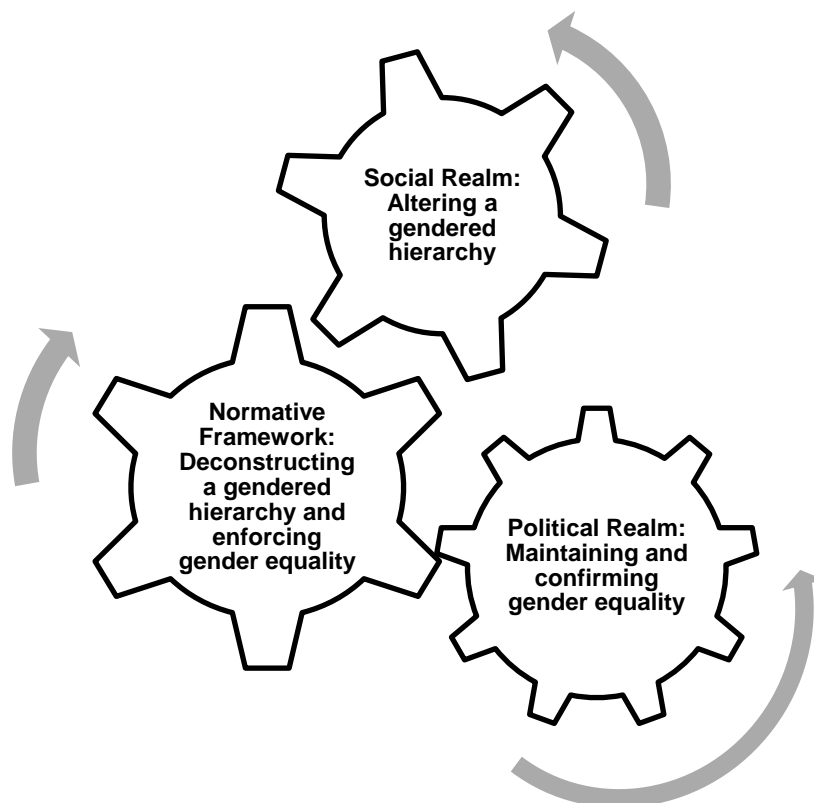 Social Realm:
Altering a
gendered
hierarchy
Normative
Framework:
Deconstructing
a gendered
hierarchy and
enforcing
gender equality
Political Realm:
Maintaining and
confirming
gender equality